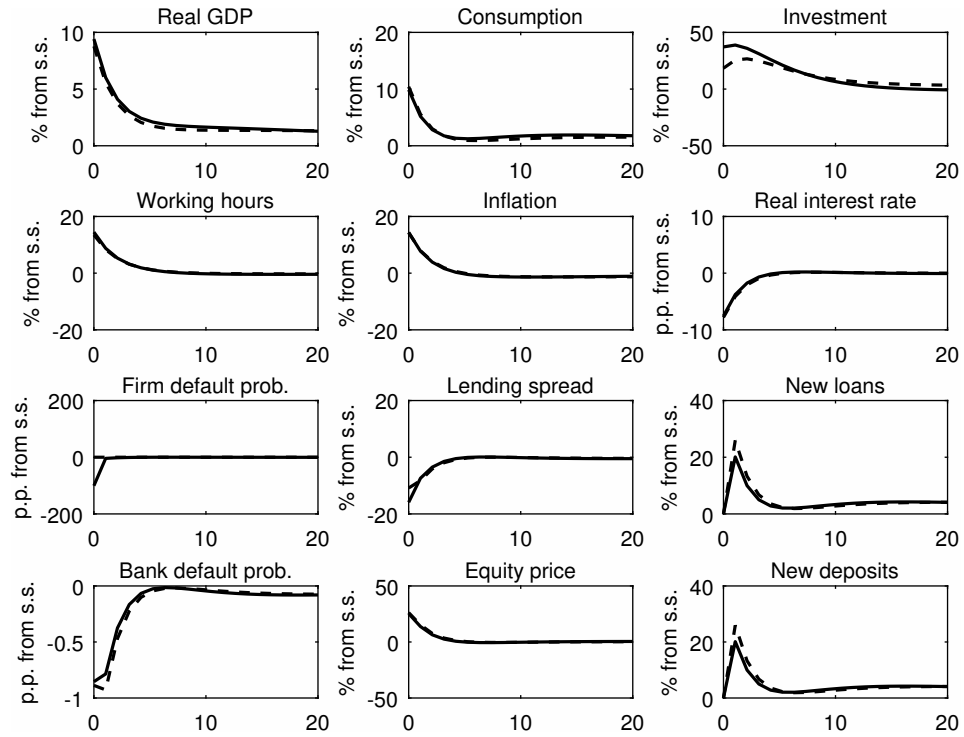 Real GDP
% from s.s.
10
5
0
0 10 20
Consumption
% from s.s.
20
10
0
0 10 20
Investment
% from s.s.
50
0
-50
0 10 20
Working hours
% from s.s.
20
0
-20
0 10 20
Inflation
% from s.s.
20
0
-20
0 10 20
Real interest rate
p.p. from s.s.
10
0
-10
0 10 20
Firm default prob.
p.p. from s.s.
200
0
-200
0 10 20
Lending spread
% from s.s.
20
0
-20
0 10 20
New loans
% from s.s.
40
20
0
0 10 20
Bank default prob.
p.p. from s.s.
0
-0.5
-1
0 10 20
Equity price
% from s.s.
50
0
-50
0 10 20
New deposits
% from s.s.
40
20
0
0 10 20